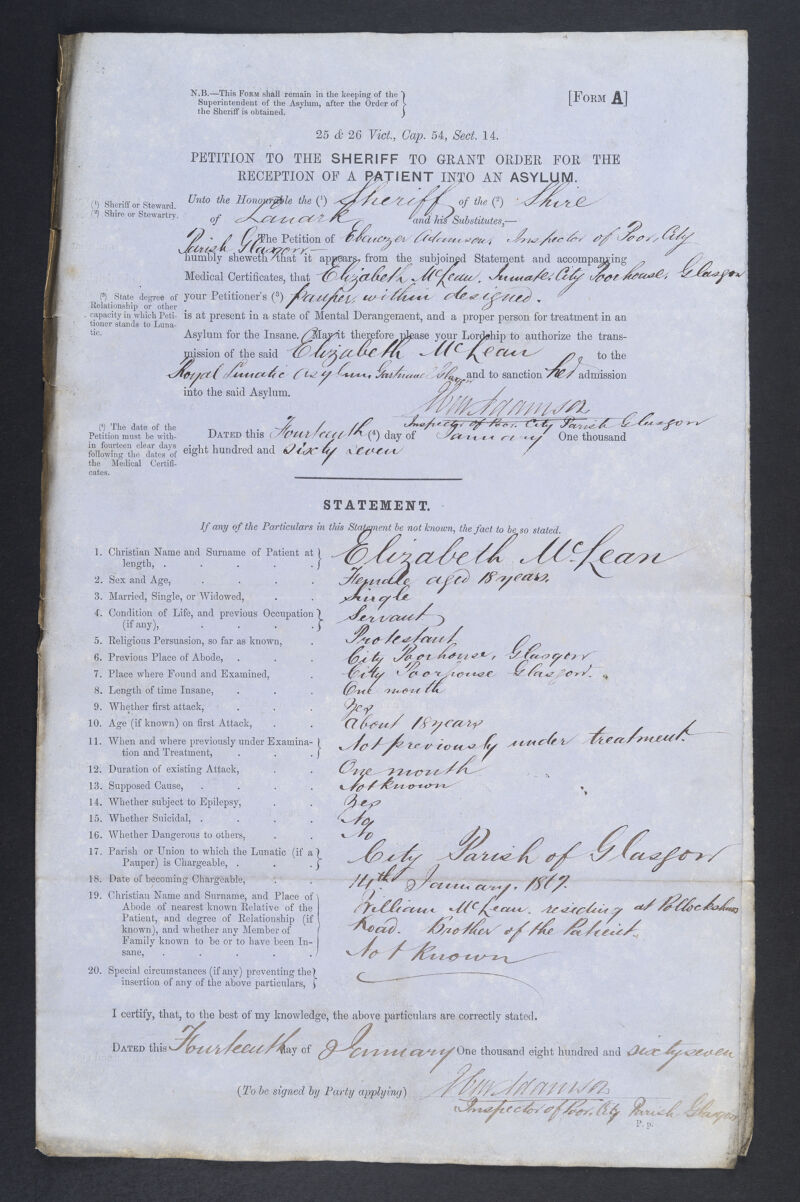 N.B.—This Form shall remain in the keeping of the
Superintendent of the Asylum, after the Order of
the Sheriff is obtained.
[Form A]
25 & 26 Vict., Cap. 54, Sect. 14.
PETITION TO THE SHERIFF TO GRANT ORDER FOR THE
RECEPTION OF A PATIENT INTO AN ASYLUM.
(1) Sheriff or Steward.
(2) Shire or Stewartry.
Unto the Honourable the (1) Sheriff of the (2) Shire
of Lanark and his Substitutes,—
The Petition of Ebenezer Adamson, Inspector of Poor, City
Parish Glasgow
humbly sheweth that it appears, from the subjoined Statement and accompanying
Medical Certificates, that Elizabeth McLean. Inmate, City Poorhouse, Glasgow
(3) State degree of
Relationship or other
capacity in which Peti-
tioner stands to Luna-
tic.
your Petitioner's (3) pauper, within designed.
is at present in a state of Mental Derangement, and a proper person for treatment in an
Asylum for the Insane. May it therefore please your Lordship to authorize the trans-
mission of the said Elizabeth McLean to the
Royal Lunatic Asylum, Gartnavel Glasw and to sanction her admission
into the said Asylum.
Ebnr Adamson
Inspector of Poor. City Parish Glasgow
(4) The date of the
Petition must be with-
in fourteen clear days
following the dates of
the Medical Certifi-
cates.
Dated this Fourteenth (4) day of January One thousand
eight hundred and sixty seven
STATEMENT.
If any of the Particulars in this Statement be not known, the fact to be so stated.
1. Christian Name and Surname of Patient at length, . Elizabeth McLean
2. Sex and Age, Female aged 18 years
3. Married, Single, or Widowed, Single
4. Condition of Life, and previous Occupation (if any), Servant
5. Religious Persuasion, so far as known, Protestant
6. Previous Place of Abode, City Poorhouse, Glasgow
7. Place where Found and Examined, City Poorhouse Glasgow.
8. Length of time Insane, One month
9. Whether first attack, Yes
10. Age (if known) on first Attack, about 18 years
11. When and where previously under Examina-
tion and Treatment, Not previously under treatment.
12. Duration of existing Attack, One month
13. Supposed Cause, Not known
14. Whether subject to Epilepsy, Yes
15. Whether Suicidal, No
16. Whether Dangerous to others, No
17. Parish or Union to which the Lunatic (if a
Pauper) is Chargeable, City Parish of Glasgow
18. Date of becoming Chargeable, 14th January. 1867.
19. Christian Name and Surname, and Place of
Abode of nearest known Relative of the
Patient, and degree of Relationship (if
known), and whether any Member of
Family known to be or to have been In-
sane,
William McLean. residing at Pollockshaws
Road. Brother of the Patient.
Not Known
20. Special circumstances (if any) preventing the
insertion of any of the above particulars,
I certify, that, to the best of my knowledge, the above particulars are correctly stated.
Dated this Fourteenth day of January One thousand eight hundred and sixty seven
(To be signed by Party applying) Ebnr Adamson
Inspector of Poor. City Parish Glasgow
P. p.